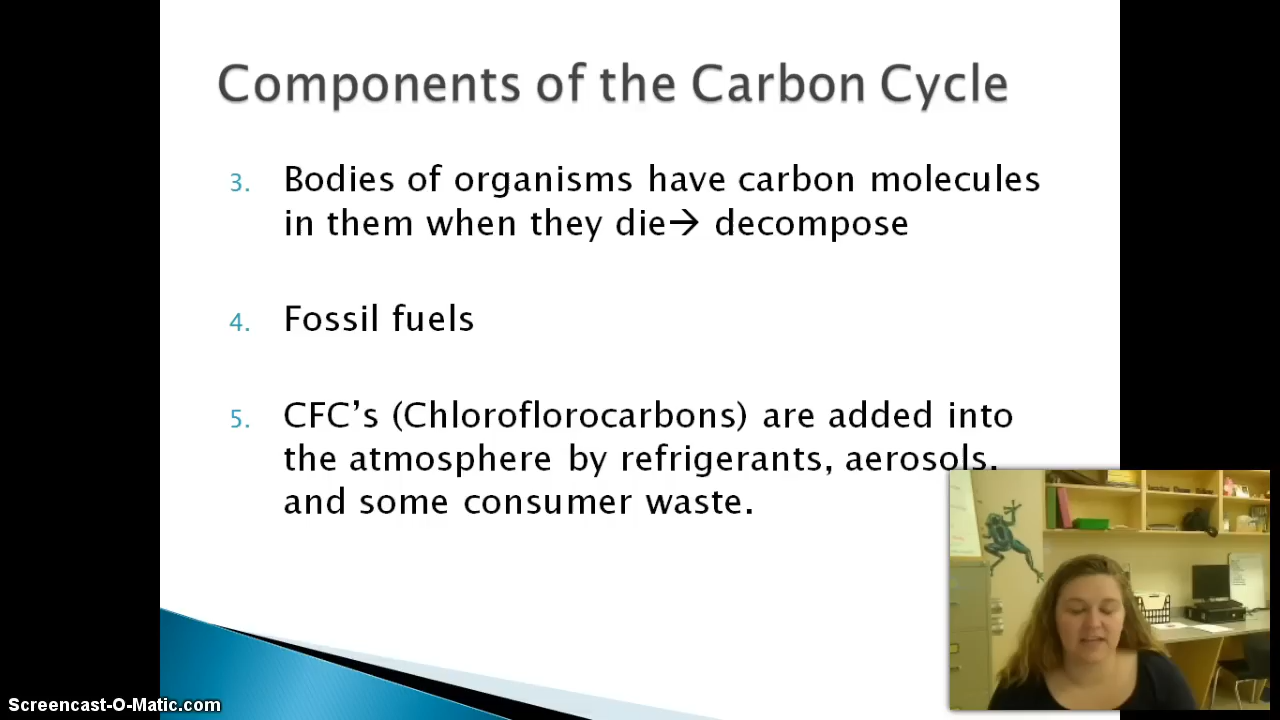 Components of the Carbon Cycle
3. Bodies of organisms have carbon molecules
in them when they die→ decompose
4. Fossil fuels
5. CFC’s (Chloroflorocarbons) are added into
the atmosphere by refrigerants, aerosols,
and some consumer waste.
Screencast-O-Matic.com